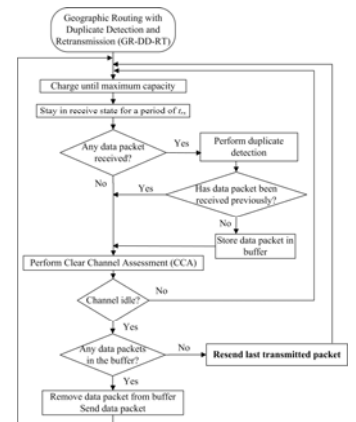 Geographic Routing with
Duplicate Detection and
Retransmission (GR-DD-RT)
Charge until maximum capacity
Stay in receive state for a period of trx
Any data packet
received?
Yes
Perform duplicate
detection
No
Yes
Has data packet been
received previously?
No
Store data packet in
buffer
Perform Clear Channel Assessment (CCA)
Channel idle?
No
Yes
Any data packets
in the buffer?
No
Resend last transmitted packet
Yes
Remove data packet from buffer
Send data packet